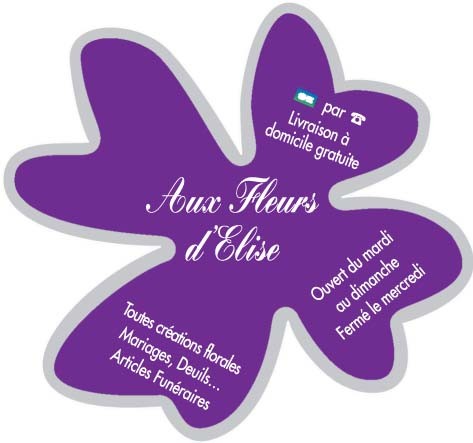 par ☎
Livraison à
domicile gratuite
Aux Fleurs
d'Elise
Ouvert du mardi
au dimanche
Fermé le mercredi
Toutes créations florales
Mariages, Deuils...
Articles Funéraires